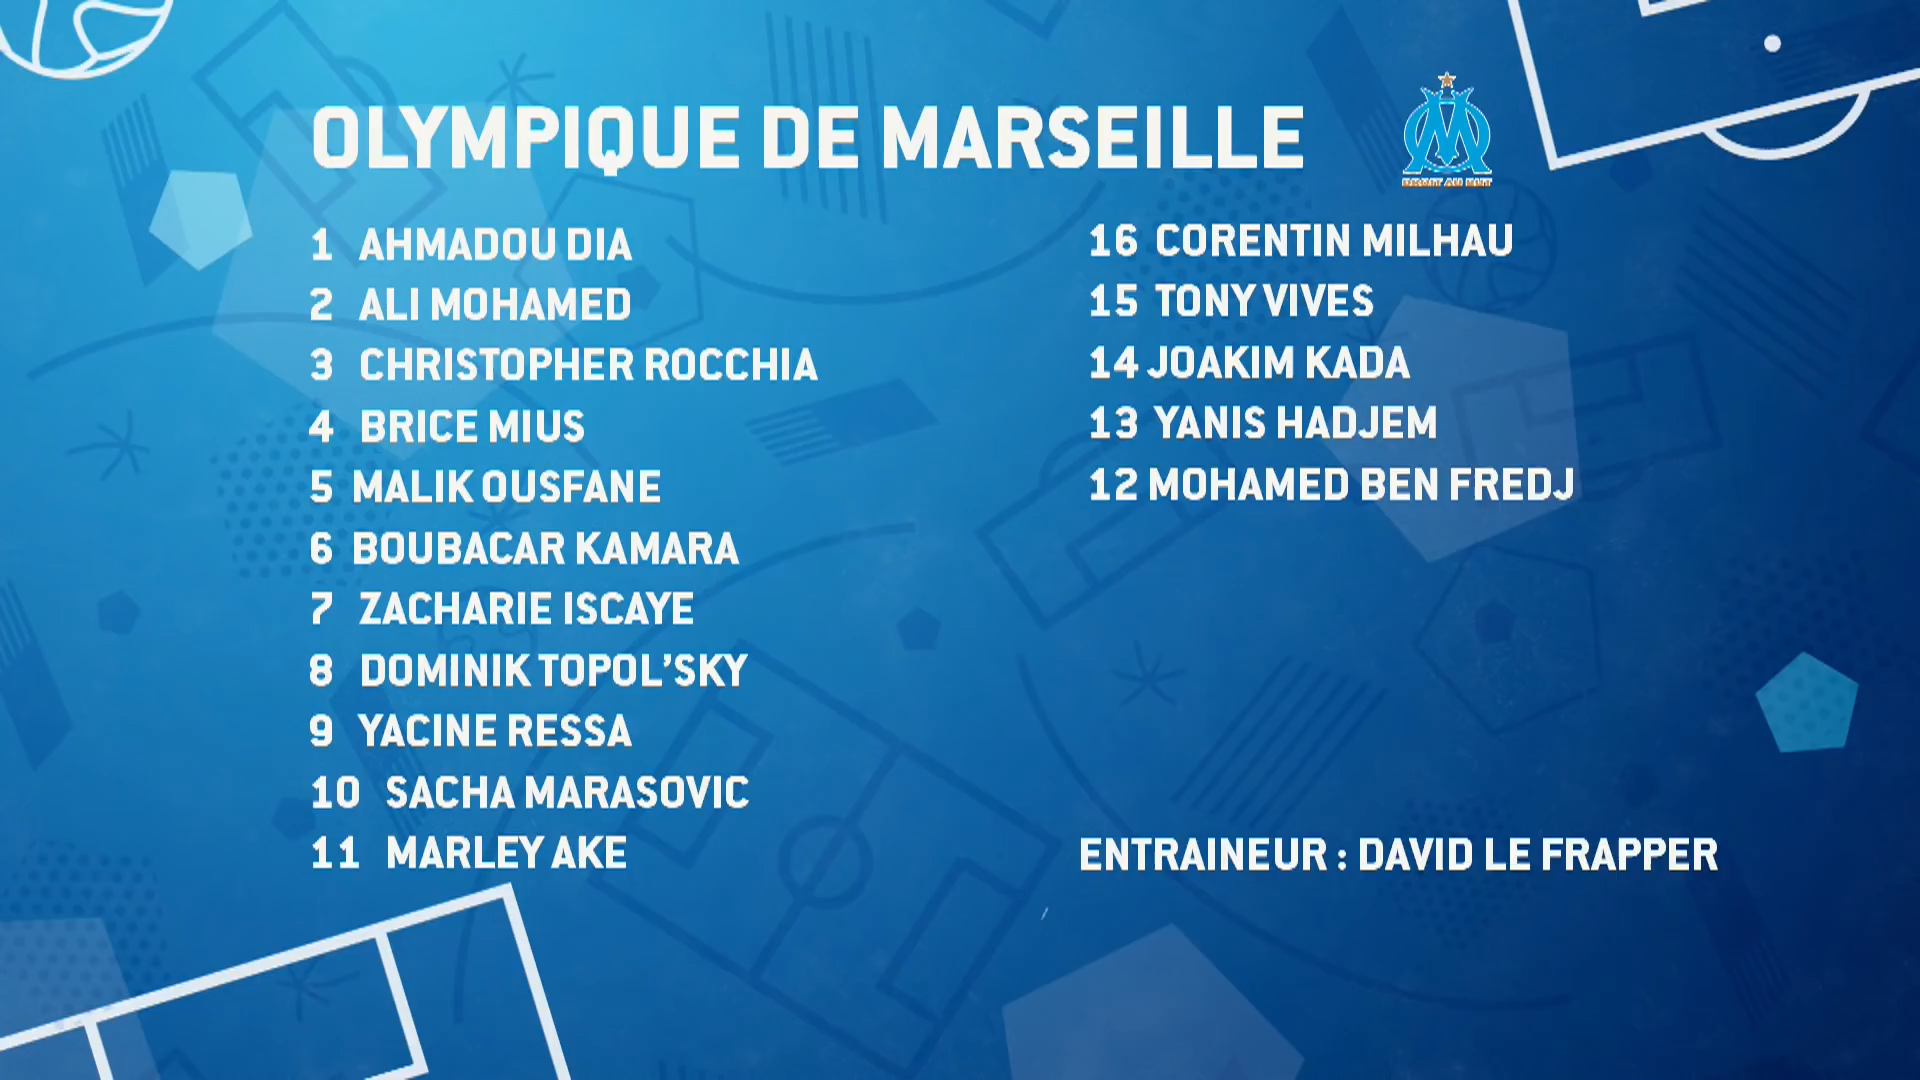 OLYMPIQUE DE MARSEILLE
DROIT AU BUT
1 AHMADOU DIA
2 ALI MOHAMED
3 CHRISTOPHER ROCCHIA
4 BRICE MIUS
5 MALIK OUSFANE
6 BOUBACAR KAMARA
7 ZACHARIE ISCAYE
8 DOMINIK TOPOL'SKY
9 YACINE RESSA
10 SACHA MARASOVIC
11 MARLEY AKE
16 CORENTIN MILHAU
15 TONY VIVES
14 JOAKIM KADA
13 YANIS HADJEM
12 MOHAMED BEN FREDJ
ENTRAINEUR : DAVID LE FRAPPER